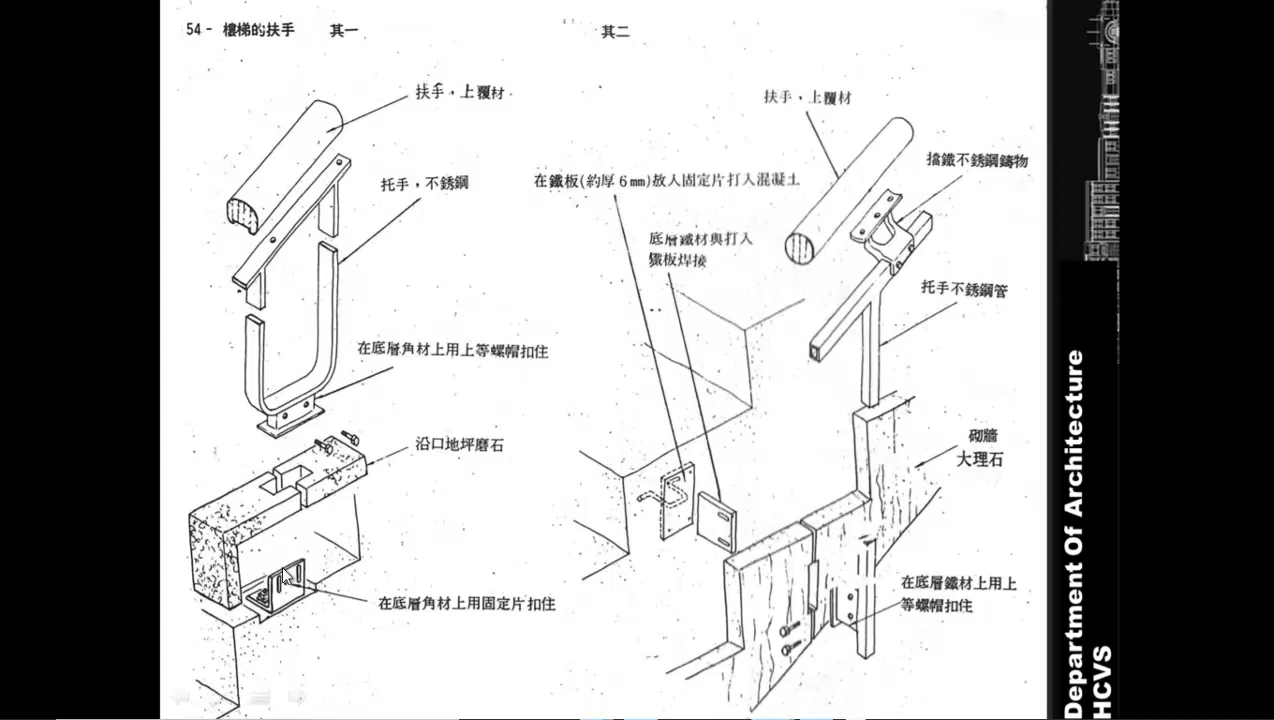 54 - 樓梯的扶手 其一
其二
扶手，上覆材
托手，不銹鋼
在底層角材上用上等螺帽扣住
沿口地坪磨石
在底層角材上用固定片扣住
扶手，上覆材
擋鐵不銹鋼鑄物
在鐵板(約厚6mm)放入固定片打入混凝土
底層鐵材與打入
鐵板焊接
托手不銹鋼管
砌牆
大理石
在底層鐵材上用上
等螺帽扣住
Department Of Architecture
HCVS